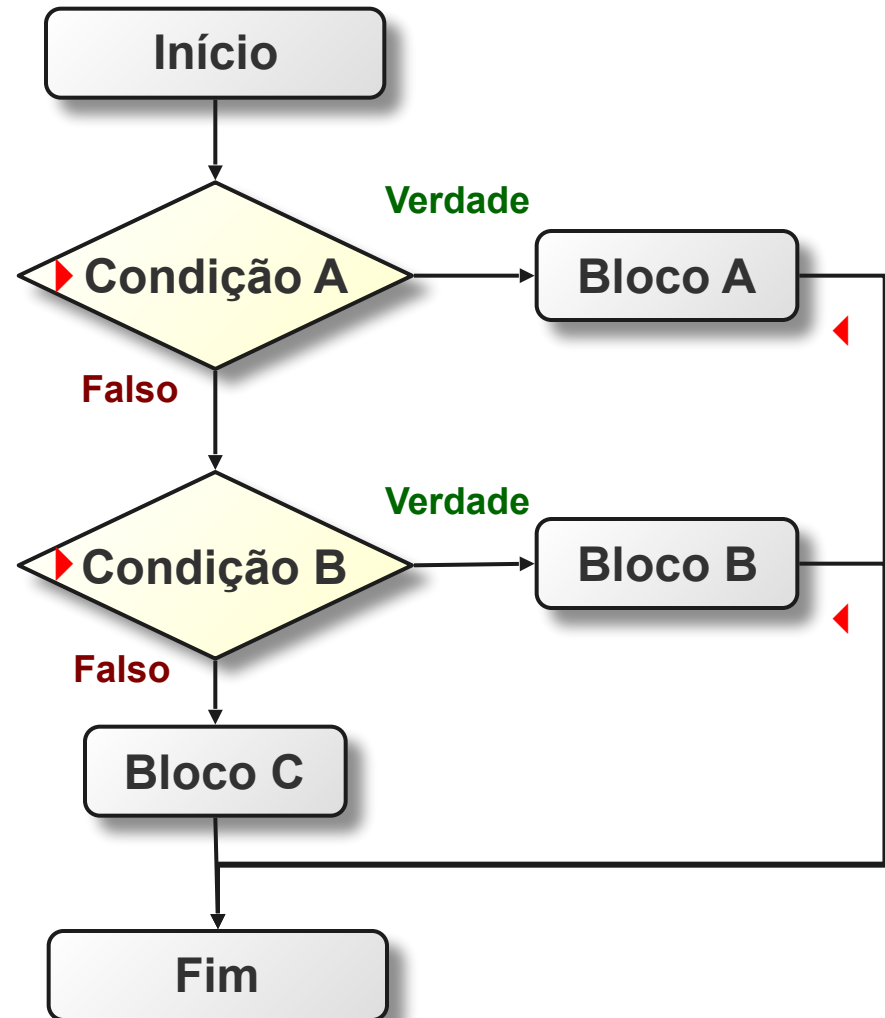 Início
Verdade
Condição A
Bloco A
Falso
Verdade
Condição B
Bloco B
Falso
Bloco C
Fim